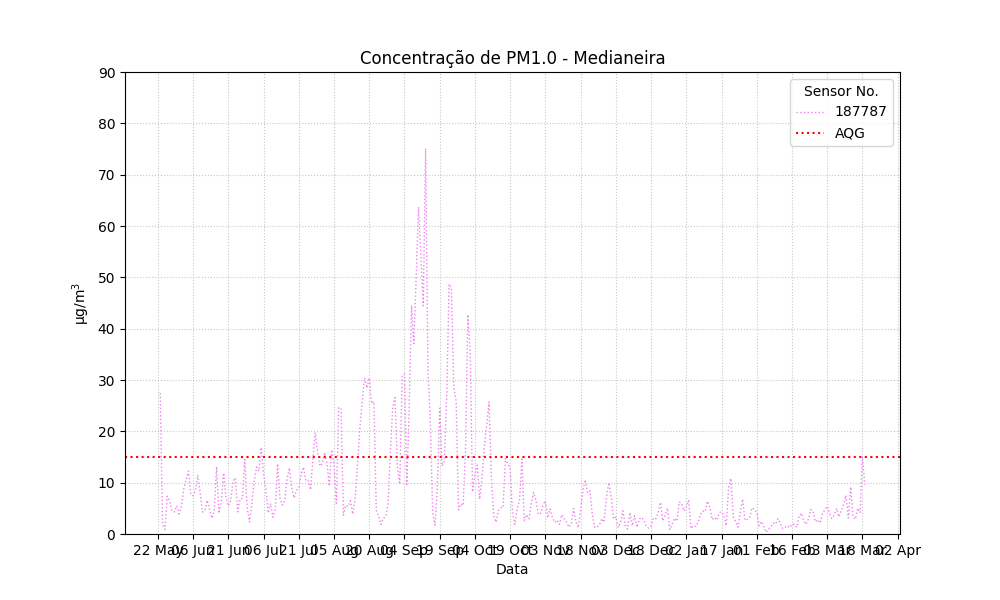 Concentração de PM1.0 - Medianeira
90
80
70
60
50
40
30
20
10
0
µg/m³
Sensor No.
187787
AQG
22 May 06 Jun 21 Jun 06 Jul 21 Jul 05 Aug 20 Aug 04 Sep 19 Sep 04 Oct 19 Oct 03 Nov 18 Nov 03 Dec 18 Dec 02 Jan 17 Jan 01 Feb 16 Feb 03 Mar 18 Mar 02 Apr
Data